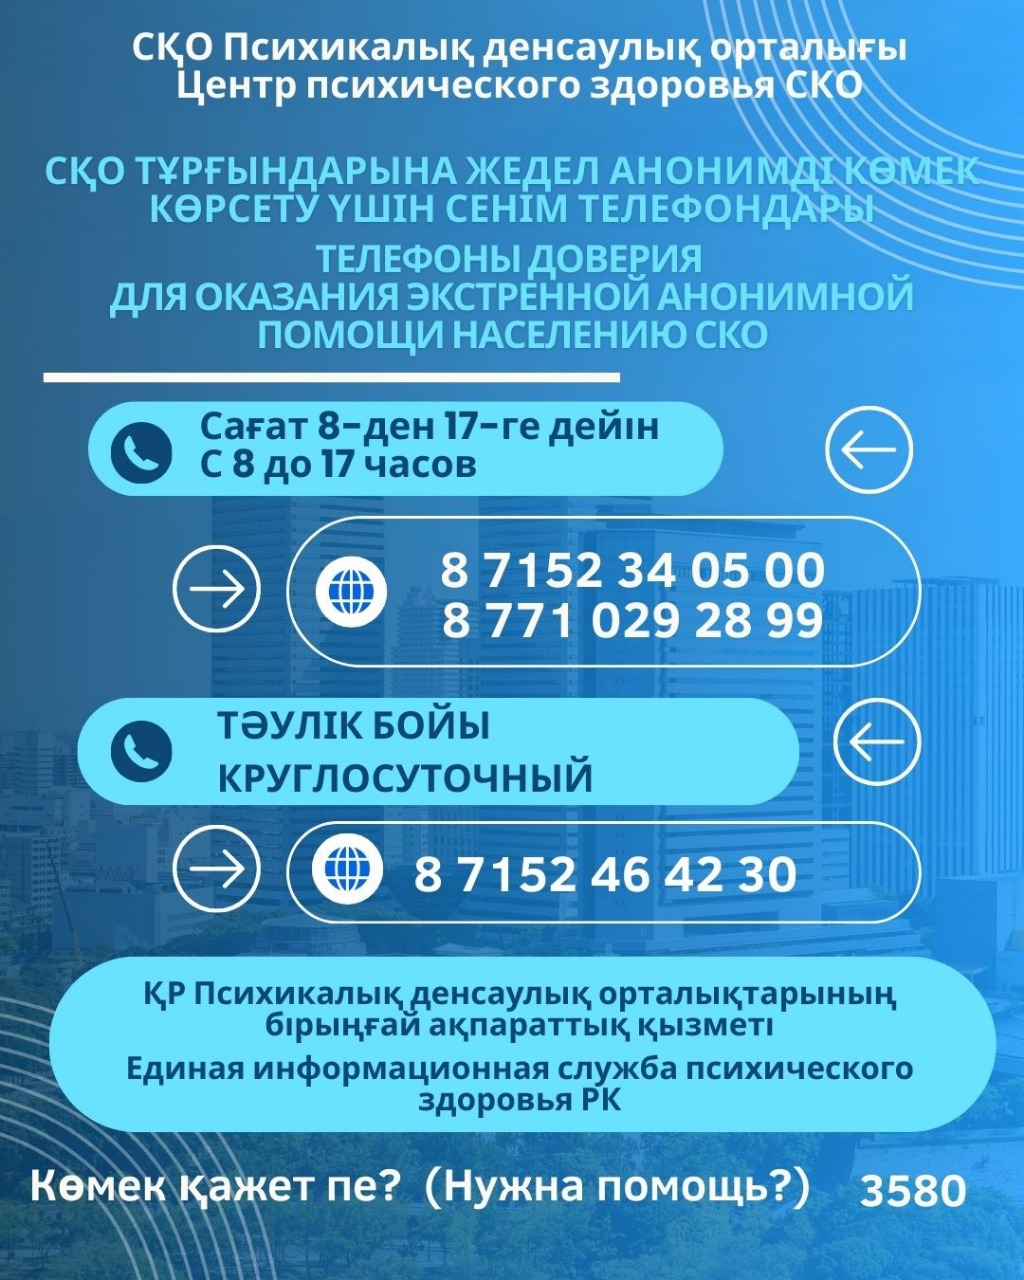 СҚО Психикалық денсаулық орталығы
Центр психического здоровья СКО
СҚО ТҰРҒЫНДАРЫНА ЖЕДЕЛ АНОНИМДІ КӨМЕК
КӨРСЕТУ ҮШІН СЕНІМ ТЕЛЕФОНДАРЫ
ТЕЛЕФОНЫ ДОВЕРИЯ
ДЛЯ ОКАЗАНИЯ ЭКСТРЕННОЙ АНОНИМНОЙ
ПОМОЩИ НАСЕЛЕНИЮ СКО
Сағат 8-ден 17-ге дейін
С 8 до 17 часов
8 7152 34 05 00
8 771 029 28 99
ТӘУЛІК БОЙЫ
КРУГЛОСУТОЧНЫЙ
8 7152 46 42 30
ҚР Психикалық денсаулық орталықтарының
бірыңғай ақпараттық қызметі
Единая информационная служба психического
здоровья РК
Көмек қажет пе? (Нужна помощь?) 3580